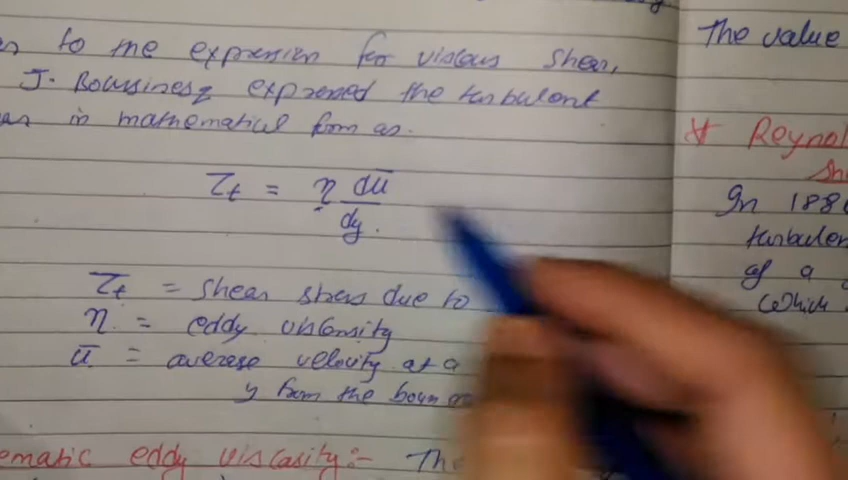 to the expression for viscous shear,
J. Boussinesq expressed the turbulent
in mathematical form as.
τt = η dū/dy.
τ̄t = shear stress due to
η = eddy viscosity
ū = average velocity at a
y from the boun
ematic eddy viscosity:- The
The value
* Reynol
Sh
In 188
turbulen
of a
which